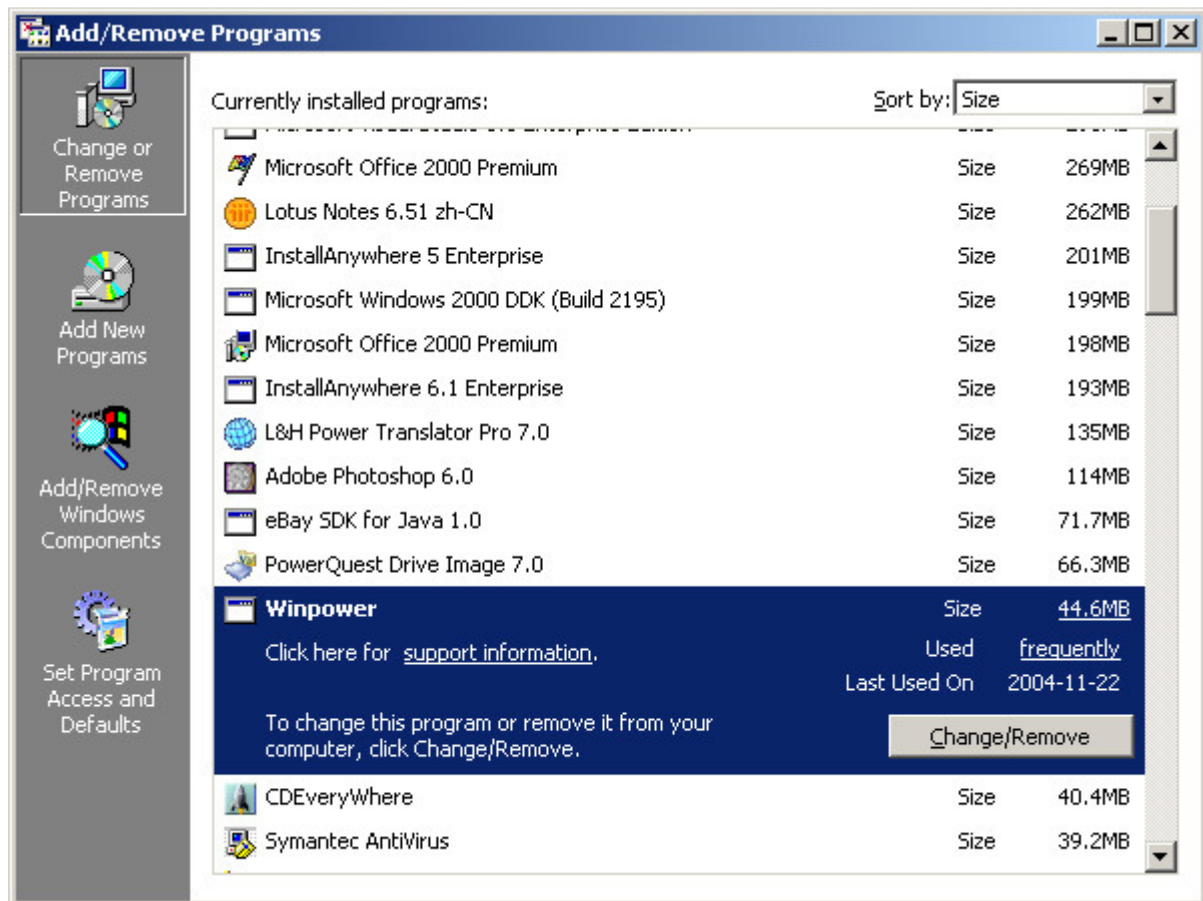 Add/Remove Programs
Change or
Remove
Programs
Add New
Programs
Add/Remove
Windows
Components
Set Program
Access and
Defaults
Currently installed programs:
Sort by: Size
Microsoft Office 2000 Premium Size 269MB
Lotus Notes 6.51 zh-CN Size 262MB
InstallAnywhere 5 Enterprise Size 201MB
Microsoft Windows 2000 DDK (Build 2195) Size 199MB
Microsoft Office 2000 Premium Size 198MB
InstallAnywhere 6.1 Enterprise Size 193MB
L&H Power Translator Pro 7.0 Size 135MB
Adobe Photoshop 6.0 Size 114MB
eBay SDK for Java 1.0 Size 71.7MB
PowerQuest Drive Image 7.0 Size 66.3MB
Winpower Size 44.6MB
Click here for support information. Used frequently
Last Used On 2004-11-22
To change this program or remove it from your
computer, click Change/Remove.
Change/Remove
CDEveryWhere Size 40.4MB
Symantec AntiVirus Size 39.2MB